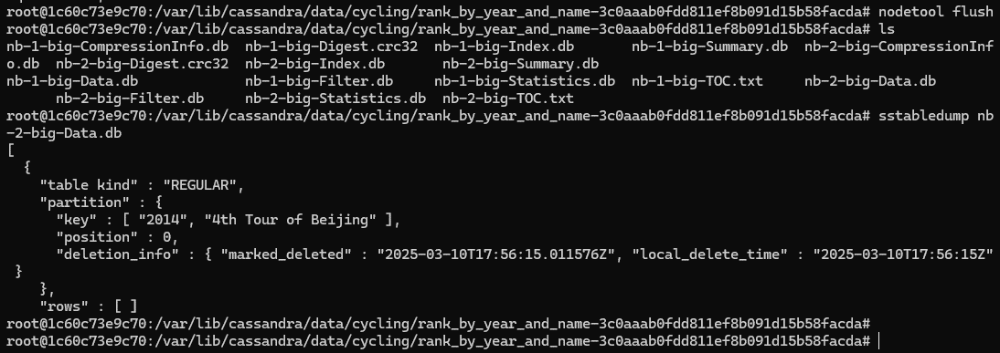 root@1c60c73e9c70:/var/lib/cassandra/data/cycling/rank_by_year_and_name-3c0aaab0fdd811ef8b091d15b58facda# nodetool flush
root@1c60c73e9c70:/var/lib/cassandra/data/cycling/rank_by_year_and_name-3c0aaab0fdd811ef8b091d15b58facda# ls
nb-1-big-CompressionInfo.db  nb-1-big-Digest.crc32  nb-1-big-Index.db       nb-1-big-Summary.db  nb-2-big-CompressionInf
o.db  nb-2-big-Digest.crc32  nb-2-big-Index.db       nb-2-big-Summary.db
nb-1-big-Data.db             nb-1-big-Filter.db     nb-1-big-Statistics.db  nb-1-big-TOC.txt     nb-2-big-Data.db
      nb-2-big-Filter.db     nb-2-big-Statistics.db  nb-2-big-TOC.txt
root@1c60c73e9c70:/var/lib/cassandra/data/cycling/rank_by_year_and_name-3c0aaab0fdd811ef8b091d15b58facda# sstabledump nb
-2-big-Data.db
[
  {
    "table kind" : "REGULAR",
    "partition" : {
      "key" : [ "2014", "4th Tour of Beijing" ],
      "position" : 0,
      "deletion_info" : { "marked_deleted" : "2025-03-10T17:56:15.011576Z", "local_delete_time" : "2025-03-10T17:56:15Z"
 }
    },
    "rows" : [ ]
root@1c60c73e9c70:/var/lib/cassandra/data/cycling/rank_by_year_and_name-3c0aaab0fdd811ef8b091d15b58facda#
root@1c60c73e9c70:/var/lib/cassandra/data/cycling/rank_by_year_and_name-3c0aaab0fdd811ef8b091d15b58facda#